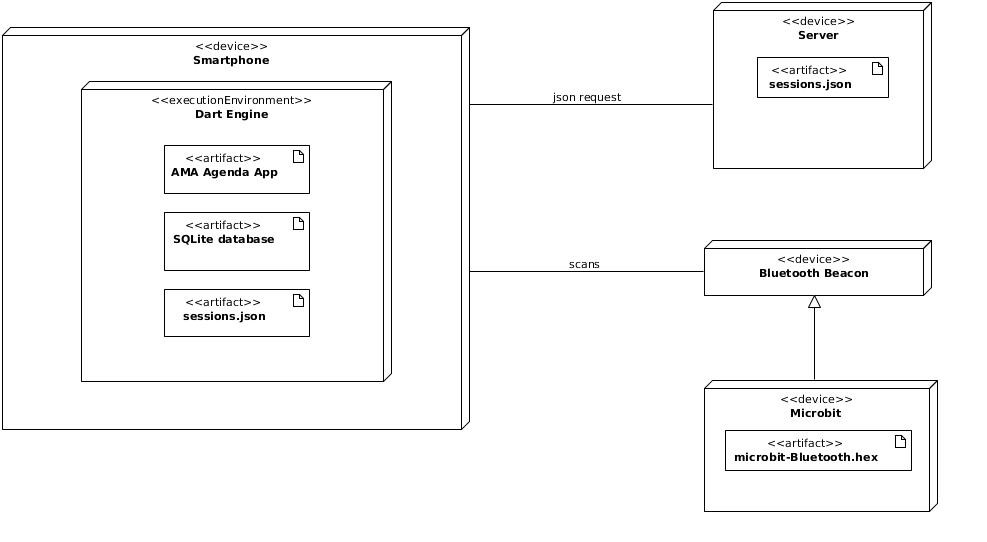 <<device>>
Smartphone
<<executionEnvironment>>
Dart Engine
<<artifact>>
AMA Agenda App
<<artifact>>
SQLite database
<<artifact>>
sessions.json
json request
scans
<<device>>
Server
<<artifact>>
sessions.json
<<device>>
Bluetooth Beacon
<<device>>
Microbit
<<artifact>>
microbit-Bluetooth.hex